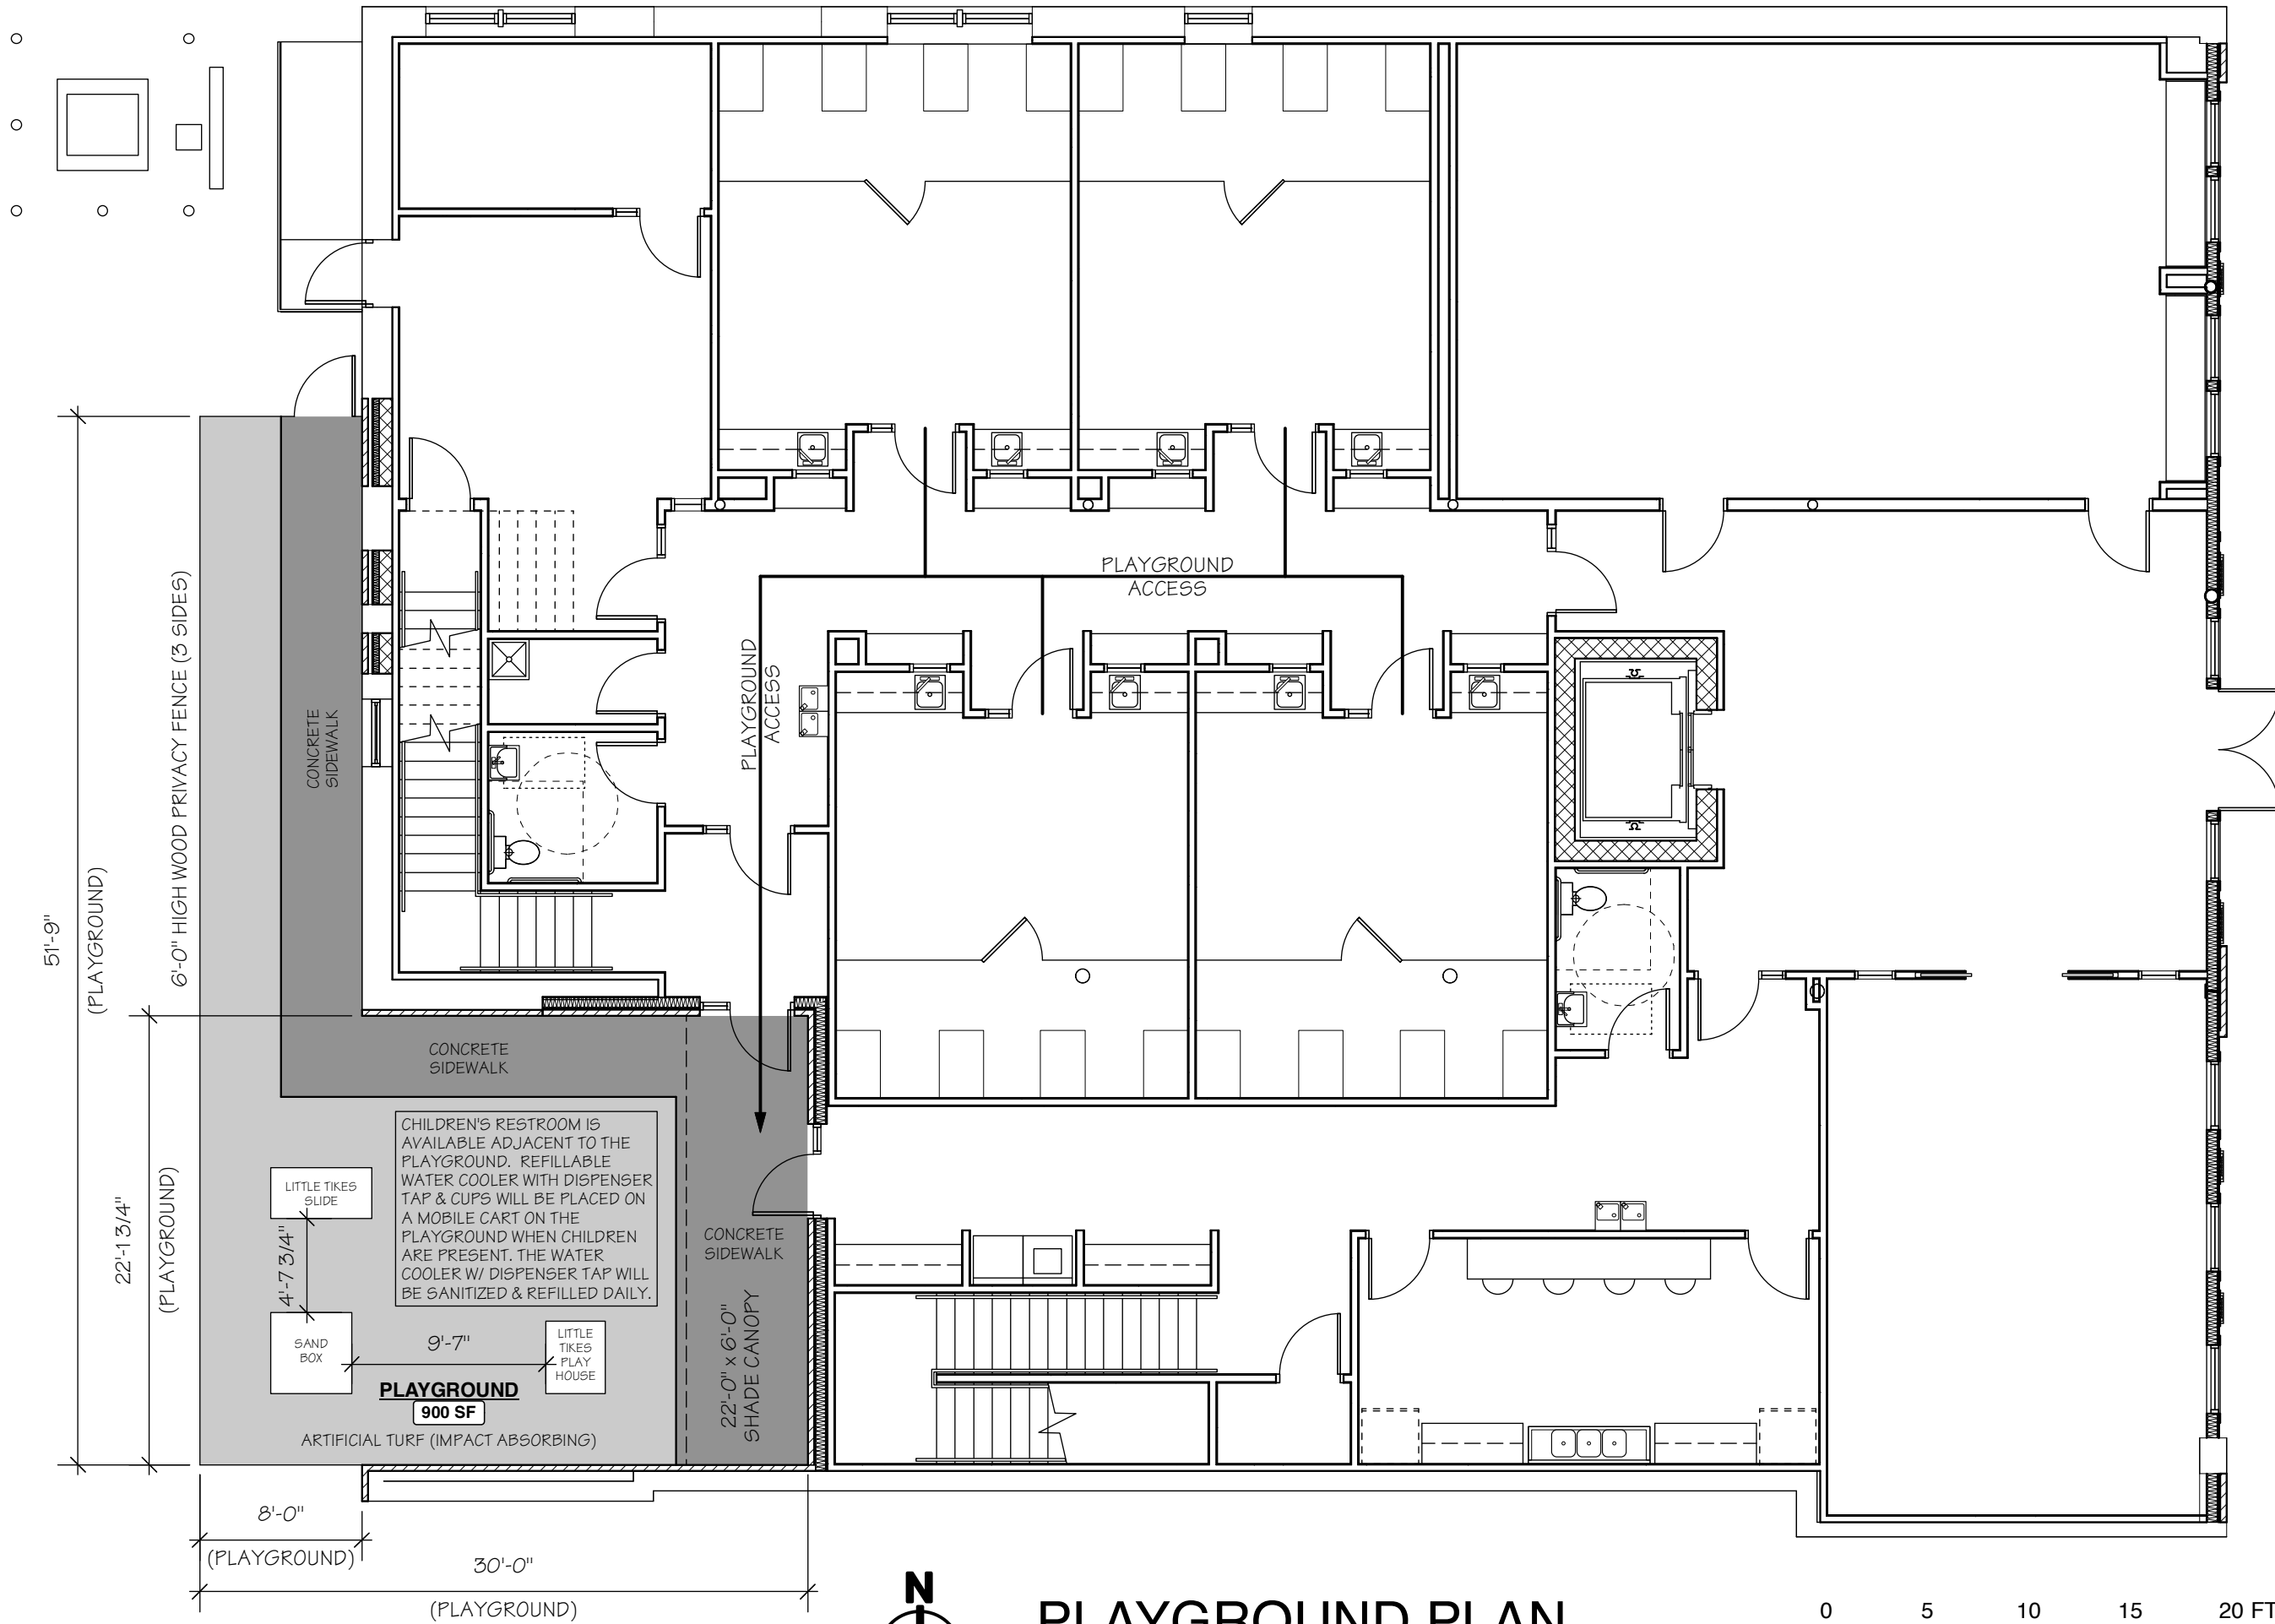 PLAYGROUND
ACCESS
PLAYGROUND
ACCESS
6'-0" HIGH WOOD PRIVACY FENCE (3 SIDES)
CONCRETE
SIDEWALK
51'-9"
(PLAYGROUND)
22'-1 3/4"
(PLAYGROUND)
CONCRETE
SIDEWALK
CHILDREN'S RESTROOM IS
AVAILABLE ADJACENT TO THE
PLAYGROUND. REFILLABLE
WATER COOLER WITH DISPENSER
TAP & CUPS WILL BE PLACED ON
A MOBILE CART ON THE
PLAYGROUND WHEN CHILDREN
ARE PRESENT. THE WATER
COOLER W/ DISPENSER TAP WILL
BE SANITIZED & REFILLED DAILY.
LITTLE TIKES
SLIDE
4'-7 3/4"
CONCRETE
SIDEWALK
22'-0" x 6'-0"
SHADE CANOPY
SAND
BOX
9'-7"
LITTLE
TIKES
PLAY
HOUSE
PLAYGROUND
900 SF
ARTIFICIAL TURF (IMPACT ABSORBING)
8'-0"
(PLAYGROUND)
30'-0"
(PLAYGROUND)
N
PLAYGROUND PLAN
0 5 10 15 20 FT